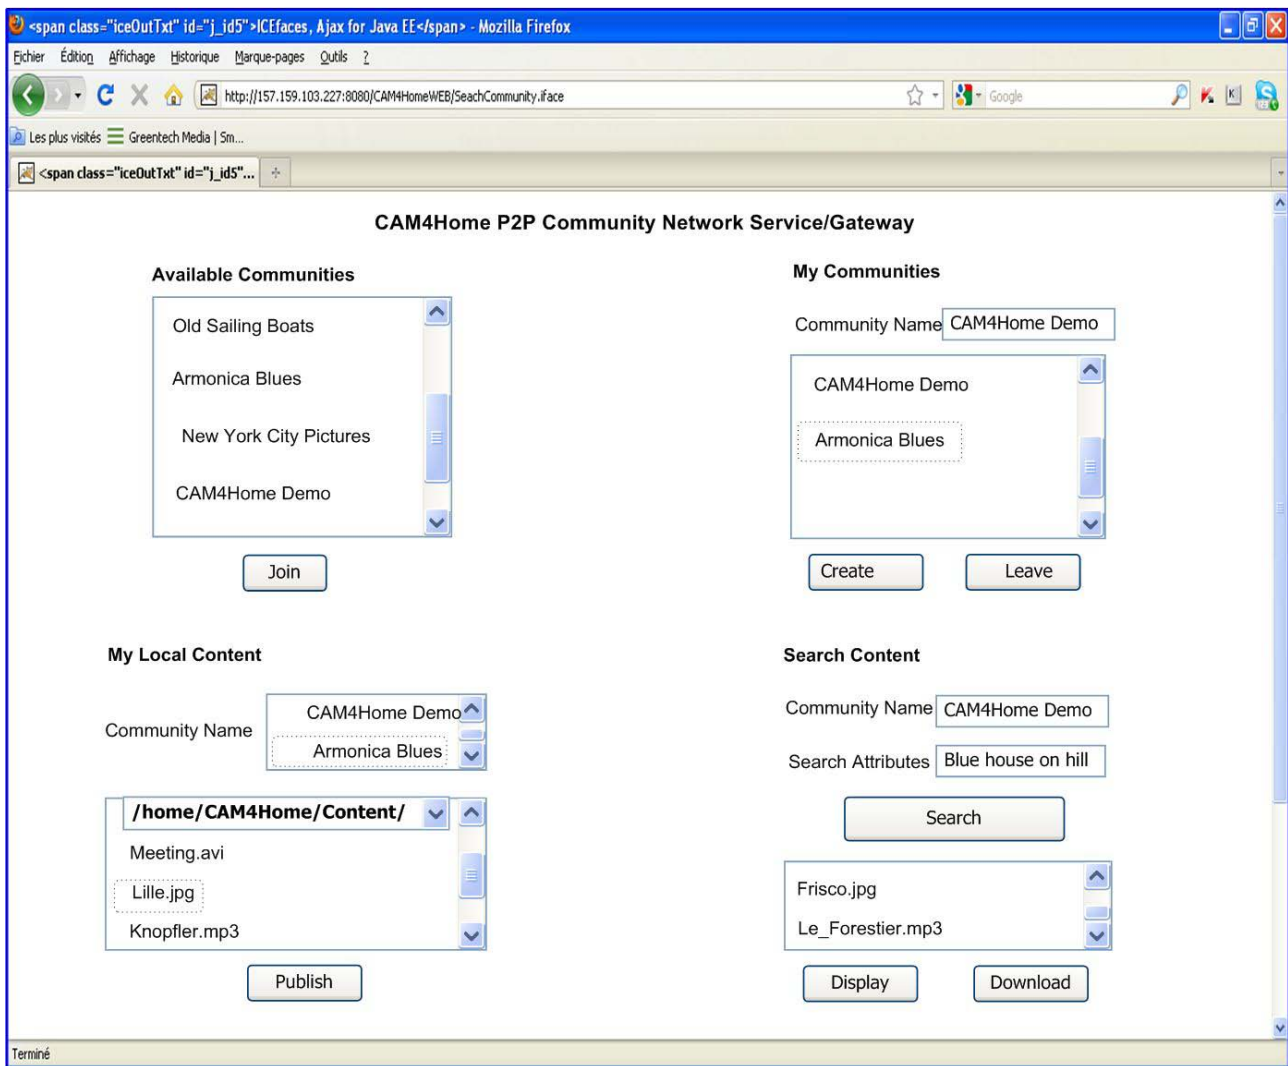 <span class="iceOutTxt" id="j_id5">ICEfaces, Ajax for Java EE</span> - Mozilla Firefox
Fichier Édition Affichage Historique Marque-pages Outils ?
http://157.159.103.227:8080/CAM4HomeWEB/SeachCommunity.iface
Google
Les plus visités Greentech Media | Sm...
<span class="iceOutTxt" id="j_id5"...
CAM4Home P2P Community Network Service/Gateway
Available Communities
Old Sailing Boats
Armonica Blues
New York City Pictures
CAM4Home Demo
Join
My Communities
Community Name CAM4Home Demo
CAM4Home Demo
Armonica Blues
Create Leave
My Local Content
Community Name
CAM4Home Demo
Armonica Blues
/home/CAM4Home/Content/
Meeting.avi
Lille.jpg
Knopfler.mp3
Publish
Search Content
Community Name CAM4Home Demo
Search Attributes Blue house on hill
Search
Frisco.jpg
Le_Forestier.mp3
Display Download
Terminé